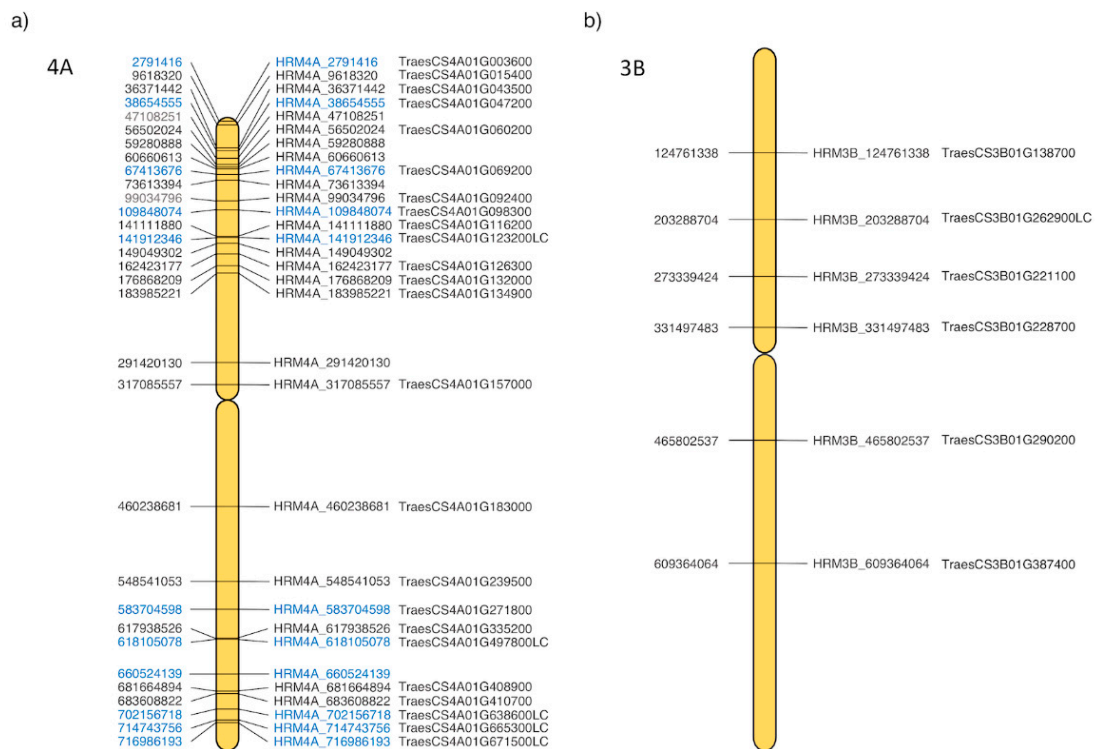 a)
4A
2791416 HRM4A_2791416 TraesCS4A01G003600
9618320 HRM4A_9618320 TraesCS4A01G015400
36371442 HRM4A_36371442 TraesCS4A01G043500
38654555 HRM4A_38654555 TraesCS4A01G047200
47108251 HRM4A_47108251
56502024 HRM4A_56502024 TraesCS4A01G060200
59280888 HRM4A_59280888
60660613 HRM4A_60660613
67413676 HRM4A_67413676 TraesCS4A01G069200
73613394 HRM4A_73613394
99034796 HRM4A_99034796 TraesCS4A01G092400
109848074 HRM4A_109848074 TraesCS4A01G098300
141111880 HRM4A_141111880 TraesCS4A01G116200
141912346 HRM4A_141912346 TraesCS4A01G123200LC
149049302 HRM4A_149049302
162423177 HRM4A_162423177 TraesCS4A01G126300
176868209 HRM4A_176868209 TraesCS4A01G132000
183985221 HRM4A_183985221 TraesCS4A01G134900
291420130 HRM4A_291420130
317085557 HRM4A_317085557 TraesCS4A01G157000
460238681 HRM4A_460238681 TraesCS4A01G183000
548541053 HRM4A_548541053 TraesCS4A01G239500
583704598 HRM4A_583704598 TraesCS4A01G271800
617938526 HRM4A_617938526 TraesCS4A01G335200
618105078 HRM4A_618105078 TraesCS4A01G497800LC
660524139 HRM4A_660524139
681664894 HRM4A_681664894 TraesCS4A01G408900
683608822 HRM4A_683608822 TraesCS4A01G410700
702156718 HRM4A_702156718 TraesCS4A01G638600LC
714743756 HRM4A_714743756 TraesCS4A01G665300LC
716986193 HRM4A_716986193 TraesCS4A01G671500LC
b)
3B
124761338 HRM3B_124761338 TraesCS3B01G138700
203288704 HRM3B_203288704 TraesCS3B01G262900LC
273339424 HRM3B_273339424 TraesCS3B01G221100
331497483 HRM3B_331497483 TraesCS3B01G228700
465802537 HRM3B_465802537 TraesCS3B01G290200
609364064 HRM3B_609364064 TraesCS3B01G387400